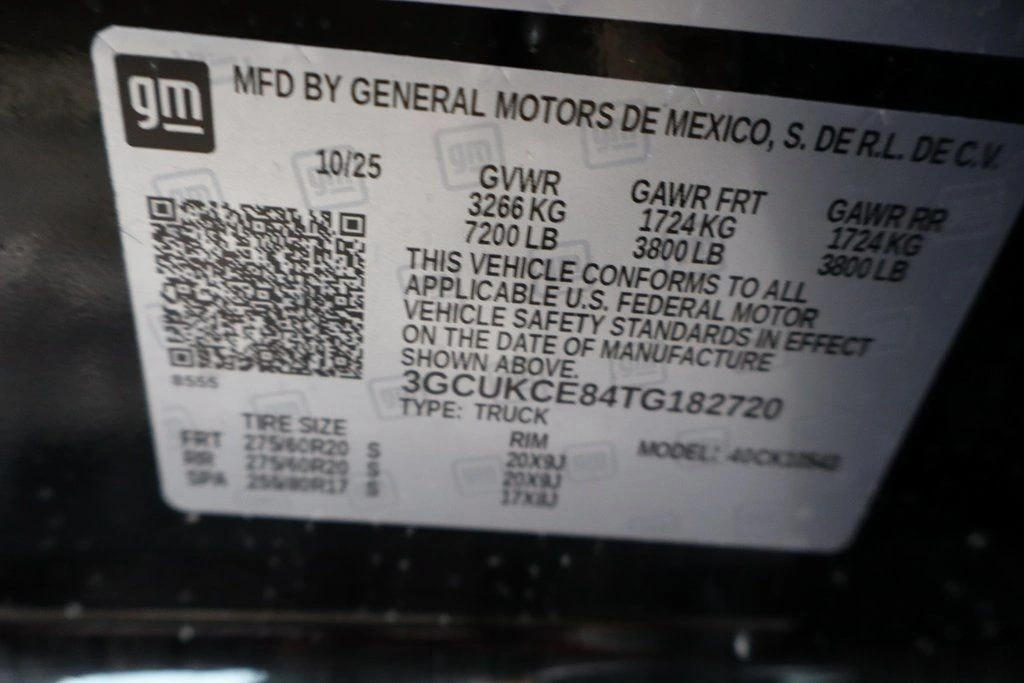 gm
MFD BY GENERAL MOTORS DE MEXICO, S. DE R.L. DE C.V.
10/25
GVWR GAWR FRT GAWR RR
3266 KG 1724 KG 1724 KG
7200 LB 3800 LB 3800 LB
THIS VEHICLE CONFORMS TO ALL
APPLICABLE U.S. FEDERAL MOTOR
VEHICLE SAFETY STANDARDS IN EFFECT
ON THE DATE OF MANUFACTURE
SHOWN ABOVE.
3GCUKCE84TG182720
TYPE: TRUCK
TIRE SIZE RIM MODEL:
FRT 275/60R20 S 20X9J
RR 275/60R20 S 20X9J
SPA 255/80R17 S 17X8J